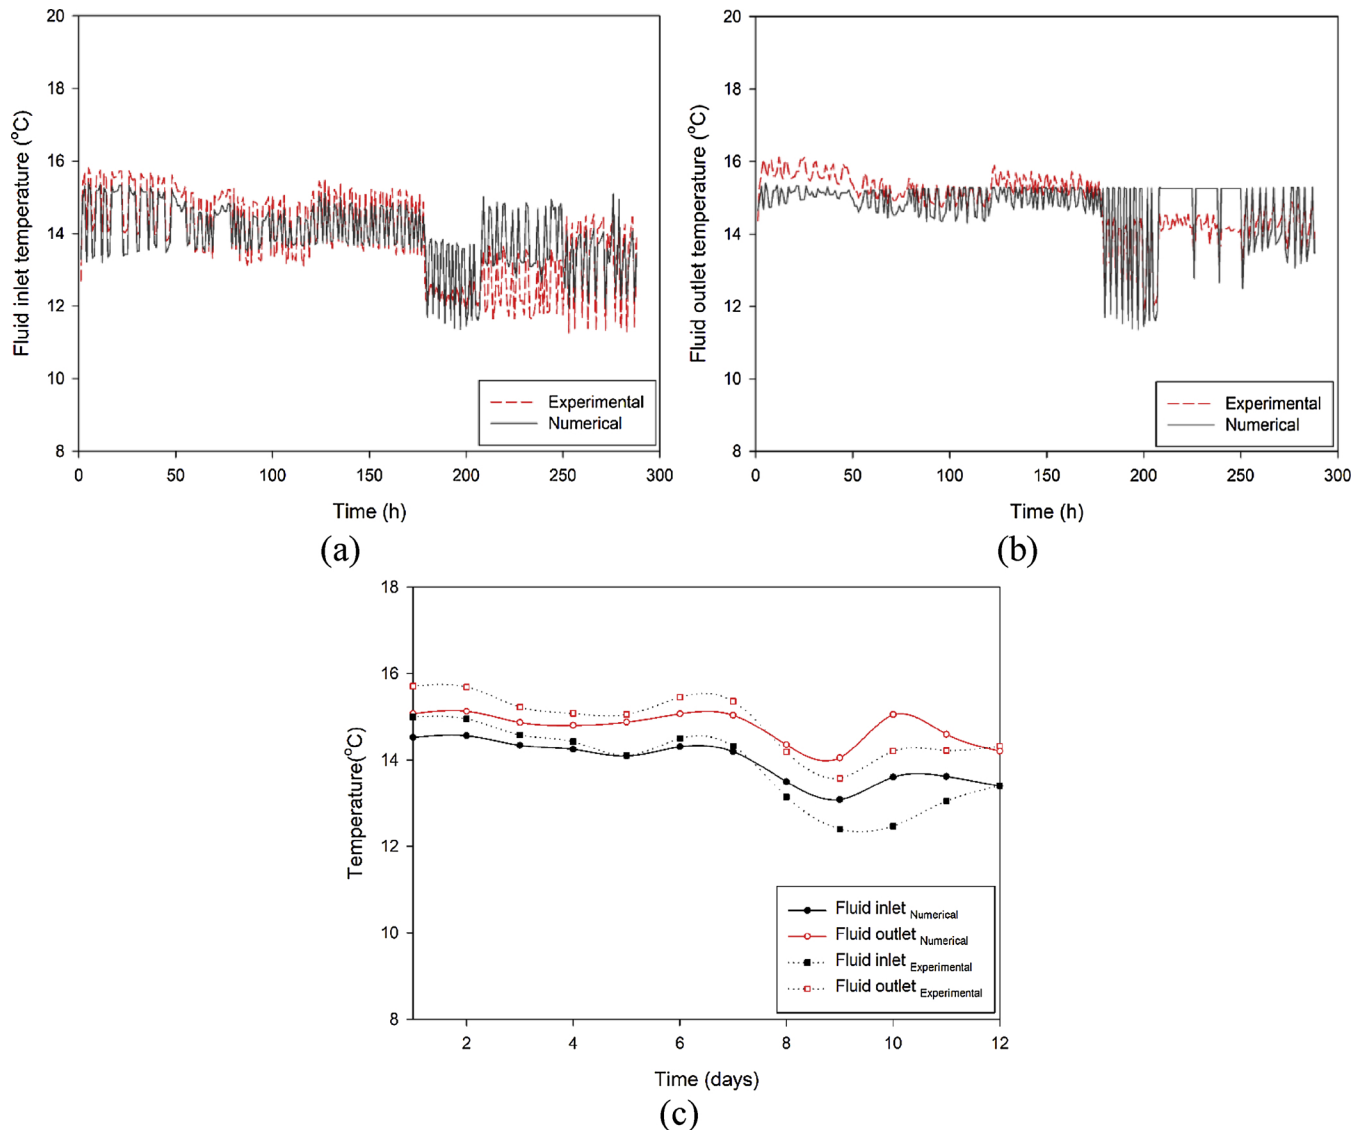 20
18
16
14
12
10
8
0 50 100 150 200 250 300
Fluid inlet temperature (°C)
Time (h)
Experimental
Numerical
(a)
20
18
16
14
12
10
8
0 50 100 150 200 250 300
Fluid outlet temperature (°C)
Time (h)
Experimental
Numerical
(b)
18
16
14
12
10
8
2 4 6 8 10 12
Temperature(°C)
Time (days)
Fluid inlet Numerical
Fluid outlet Numerical
Fluid inlet Experimental
Fluid outlet Experimental
(c)